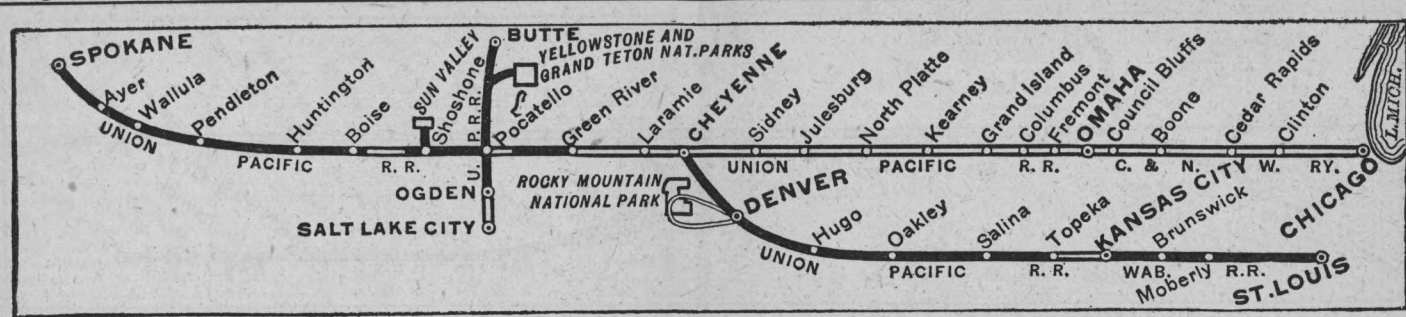 SPOKANE
Ayer
Wallula
Pendleton
Huntington
Boise
SUN VALLEY
Shoshone
BUTTE
YELLOWSTONE AND
GRAND TETON NAT. PARKS
Pocatello
Green River
Laramie
CHEYENNE
Sidney
Julesburg
North Platte
Kearney
Grand Island
Columbus
Fremont
OMAHA
Council Bluffs
Boone
Cedar Rapids
Clinton
L. MICH.
CHICAGO
UNION PACIFIC R. R.
U. P. R. R.
UNION PACIFIC R. R.
C. & N. W. RY.
OGDEN
SALT LAKE CITY
ROCKY MOUNTAIN
NATIONAL PARK
DENVER
Hugo
Oakley
Salina
Topeka
KANSAS CITY
Brunswick
Moberly
ST. LOUIS
UNION PACIFIC R. R.
WAB. R.R.